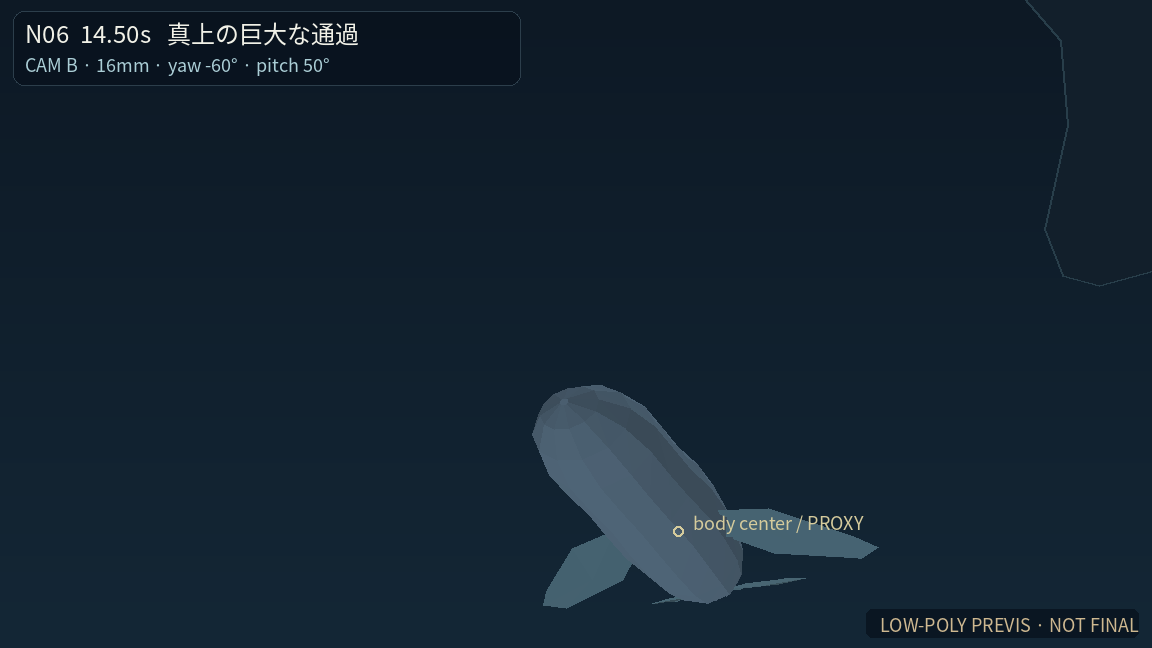 N06 14.50s 真上の巨大な通過
CAM B · 16mm · yaw -60° · pitch 50°
body center / PROXY
LOW-POLY PREVIS · NOT FINAL